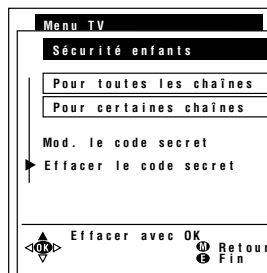 Menu TV
Sécurité enfants
Pour toutes les chaînes
Pour certaines chaînes
Mod. le code secret
Effacer le code secret
Effacer avec OK
OK
M Retour
E Fin